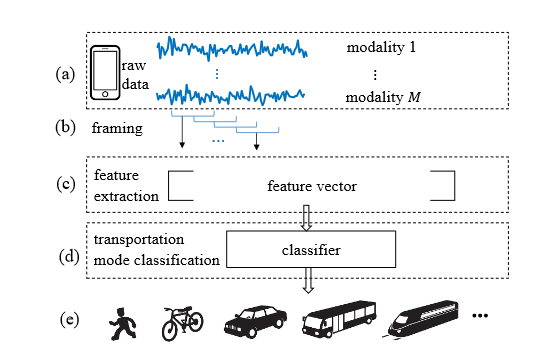 (a)
raw
data
modality 1
⋮
⋮
modality M
(b)
framing
...
(c)
feature
extraction
feature vector
(d)
transportation
mode classification
classifier
(e)
...